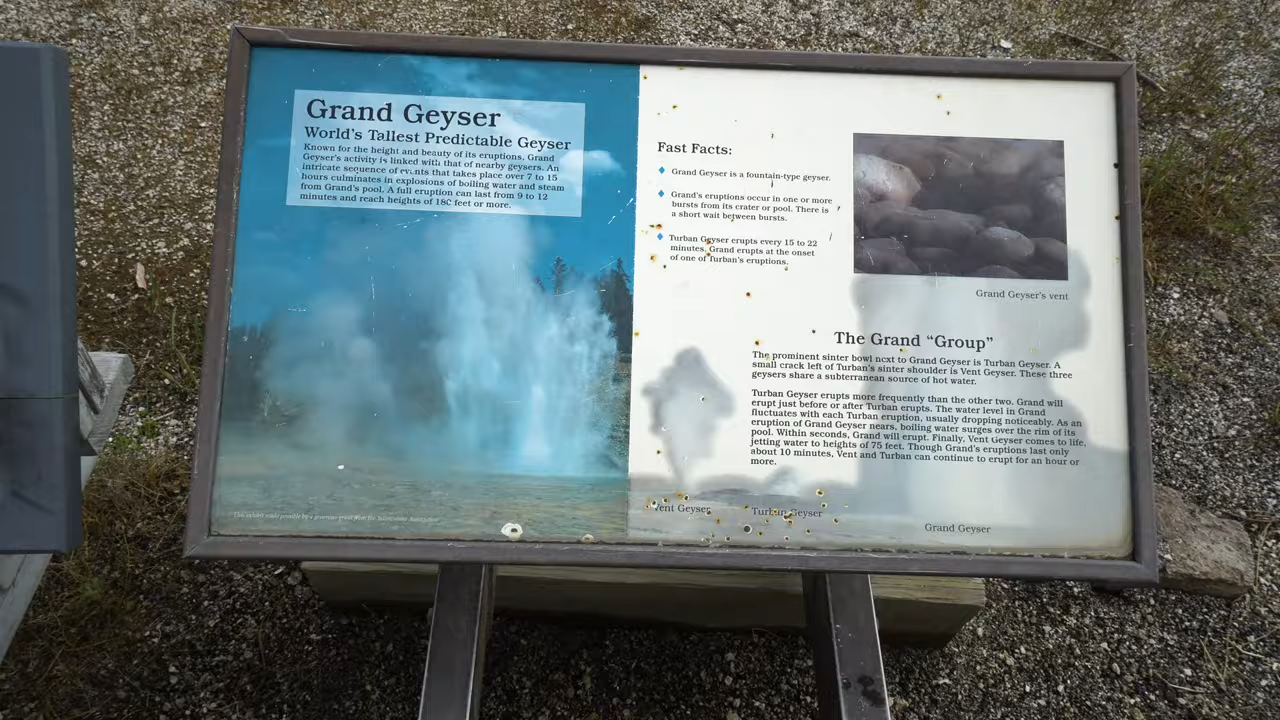 Grand Geyser
World's Tallest Predictable Geyser
Known for the height and beauty of its eruptions, Grand
Geyser's activity is linked with that of nearby geysers. An
intricate sequence of events that takes place over 7 to 15
hours culminates in explosions of boiling water and steam
from Grand's pool. A full eruption can last from 9 to 12
minutes and reach heights of 180 feet or more.
This exhibit made possible by a generous grant from the Yellowstone Association
Fast Facts:
Grand Geyser is a fountain-type geyser.
Grand's eruptions occur in one or more
bursts from its crater or pool. There is
a short wait between bursts.
Turban Geyser erupts every 15 to 22
minutes. Grand erupts at the onset
of one of Turban's eruptions.
Grand Geyser's vent
The Grand “Group”
The prominent sinter bowl next to Grand Geyser is Turban Geyser. A
small crack left of Turban's sinter shoulder is Vent Geyser. These three
geysers share a subterranean source of hot water.
Turban Geyser erupts more frequently than the other two. Grand will
erupt just before or after Turban erupts. The water level in Grand
fluctuates with each Turban eruption, usually dropping noticeably. As an
eruption of Grand Geyser nears, boiling water surges over the rim of its
pool. Within seconds, Grand will erupt. Finally, Vent Geyser comes to life,
jetting water to heights of 75 feet. Though Grand's eruptions last only
about 10 minutes, Vent and Turban can continue to erupt for an hour or
more.
Vent Geyser
Turban Geyser
Grand Geyser